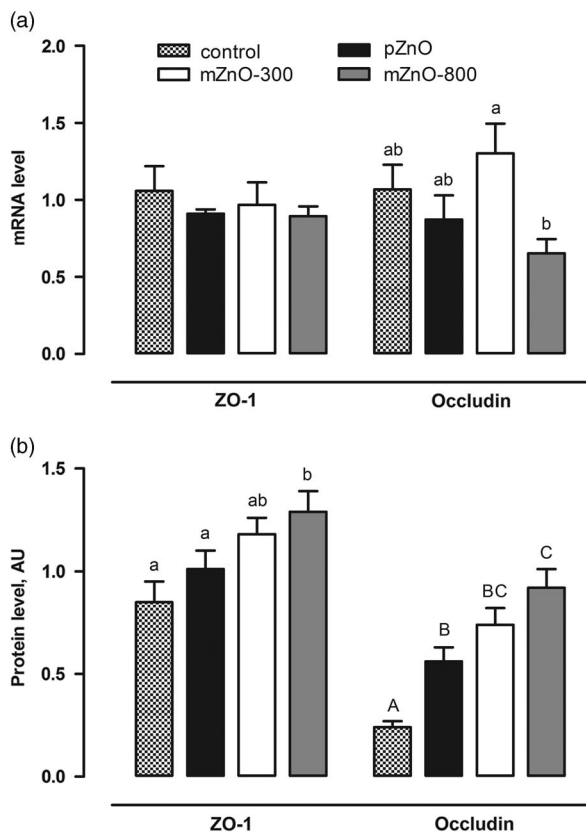 (a)
control
pZnO
mZnO-300
mZnO-800
mRNA level
2.0
1.5
1.0
0.5
0.0
ab
ab
a
b
ZO-1
Occludin
(b)
Protein level, AU
1.5
1.0
0.5
0.0
a
a
ab
b
A
B
BC
C
ZO-1
Occludin